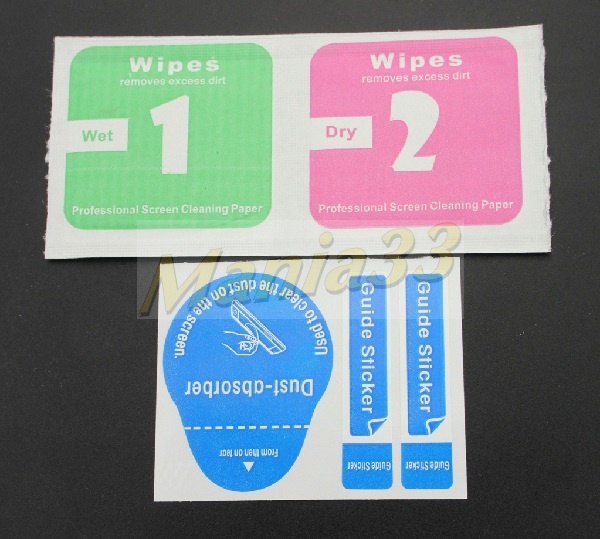 Wipes
removes excess dirt
1
Wet
Professional Screen Cleaning Paper
Wipes
removes excess dirt
2
Dry
Professional Screen Cleaning Paper
Mania33
Used to clear the dust on the screen.
Dust-absorber
From than on tear
Guide Sticker
Guide Sticker
Guide Sticker
Guide Sticker